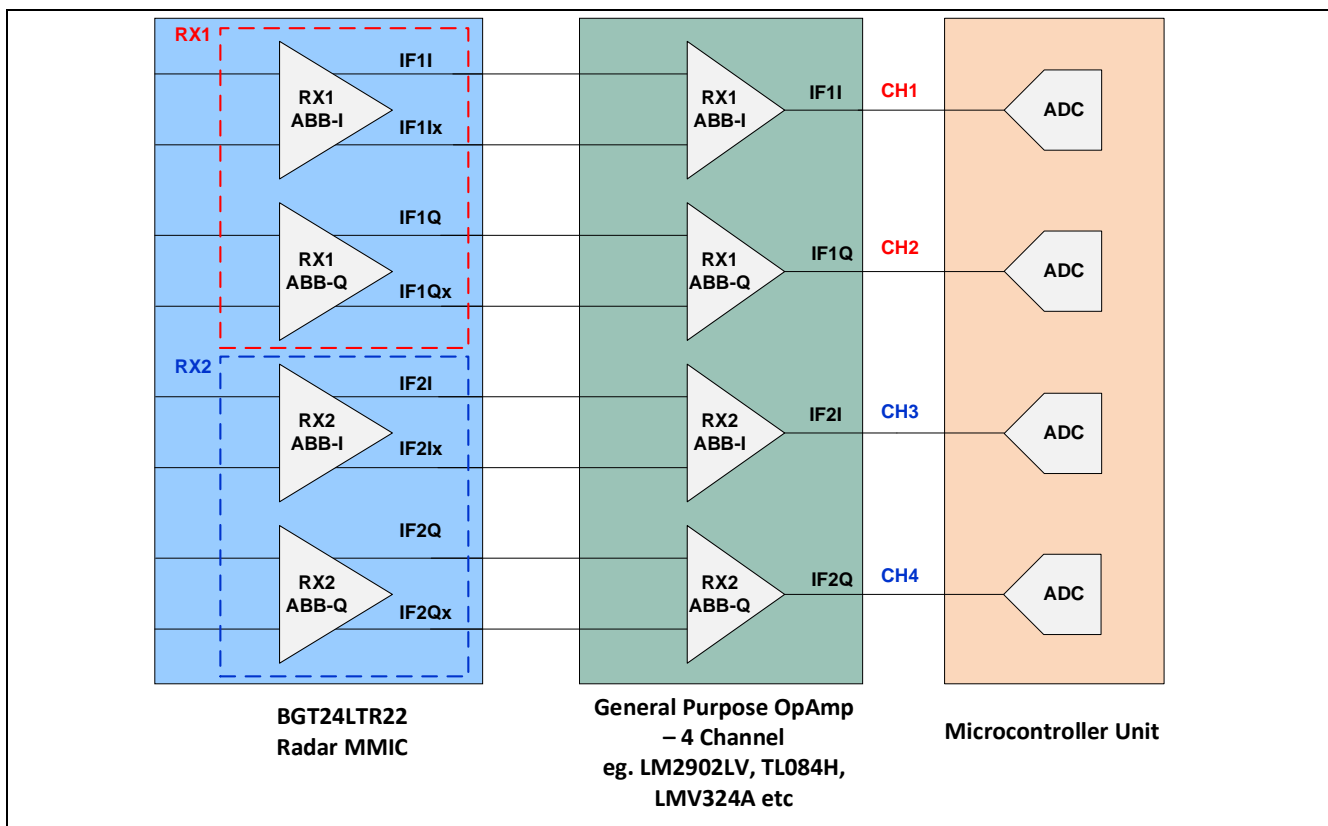 RX1
RX1
ABB-I
IF1I
IF1Ix
RX1
ABB-I
IF1I
CH1
ADC
RX1
ABB-Q
IF1Q
IF1Qx
RX1
ABB-Q
IF1Q
CH2
ADC
RX2
RX2
ABB-I
IF2I
IF2Ix
RX2
ABB-I
IF2I
CH3
ADC
RX2
ABB-Q
IF2Q
IF2Qx
RX2
ABB-Q
IF2Q
CH4
ADC
BGT24LTR22
Radar MMIC
General Purpose OpAmp
– 4 Channel
eg. LM2902LV, TL084H,
LMV324A etc
Microcontroller Unit